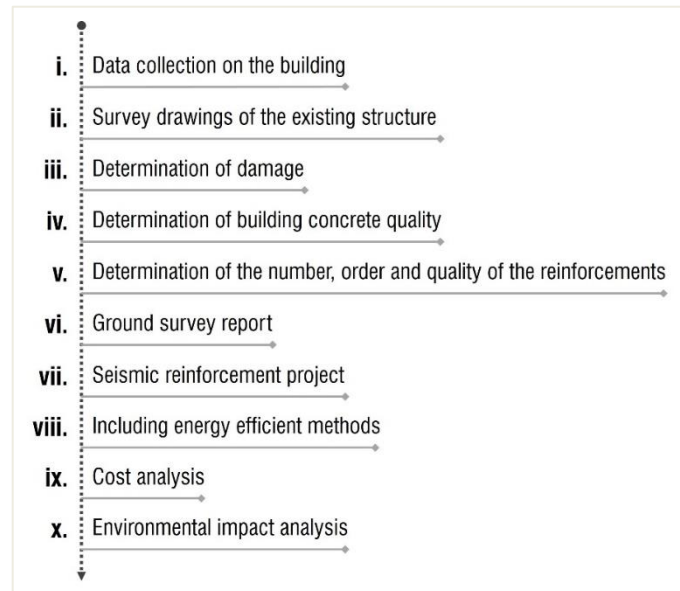 i. Data collection on the building
ii. Survey drawings of the existing structure
iii. Determination of damage
iv. Determination of building concrete quality
v. Determination of the number, order and quality of the reinforcements
vi. Ground survey report
vii. Seismic reinforcement project
viii. Including energy efficient methods
ix. Cost analysis
x. Environmental impact analysis